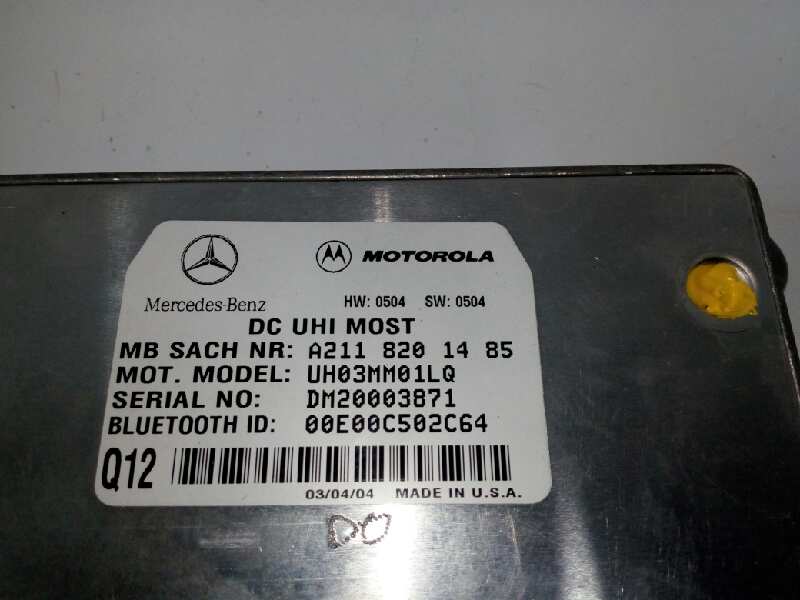 MOTOROLA
Mercedes-Benz HW: 0504 SW: 0504
DC UHI MOST
MB SACH NR: A211 820 14 85
MOT. MODEL: UH03MM01LQ
SERIAL NO: DM20003871
BLUETOOTH ID: 00E00C502C64
Q12
03/04/04 MADE IN U.S.A.
DO